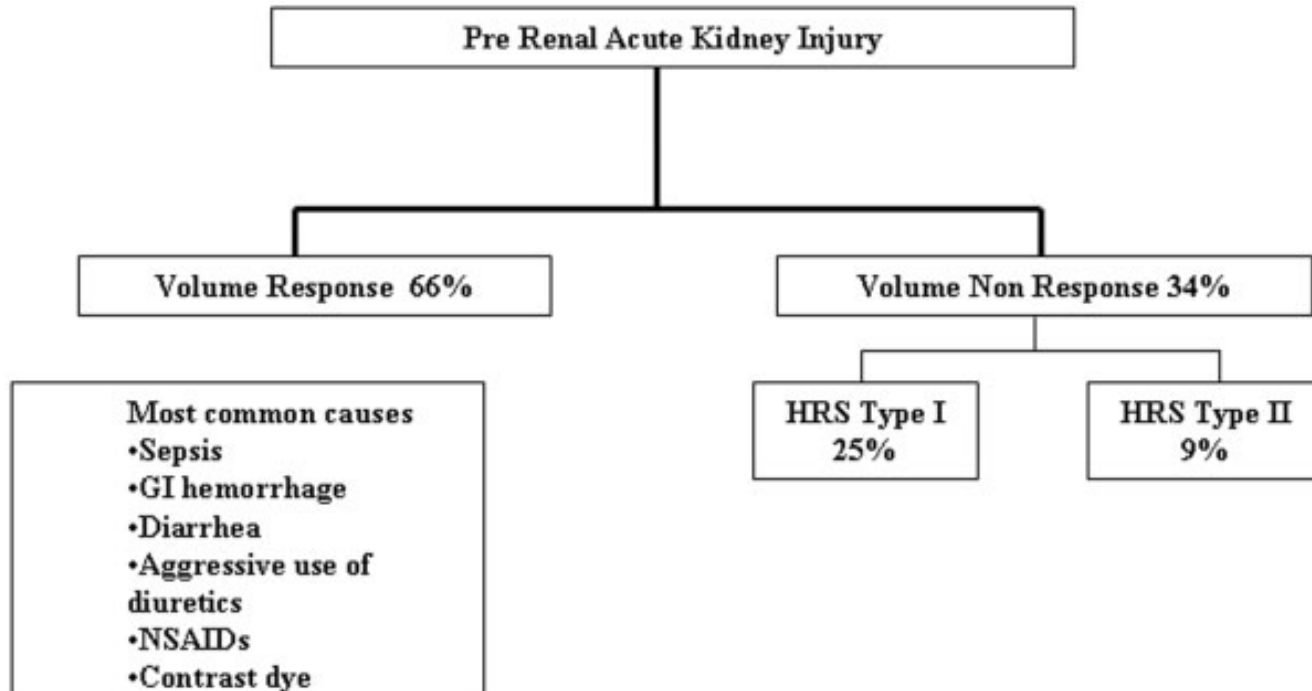 Pre Renal Acute Kidney Injury
Volume Response 66%
Volume Non Response 34%
HRS Type I
25%
HRS Type II
9%
Most common causes
•Sepsis
•GI hemorrhage
•Diarrhea
•Aggressive use of
diuretics
•NSAIDs
•Contrast dye